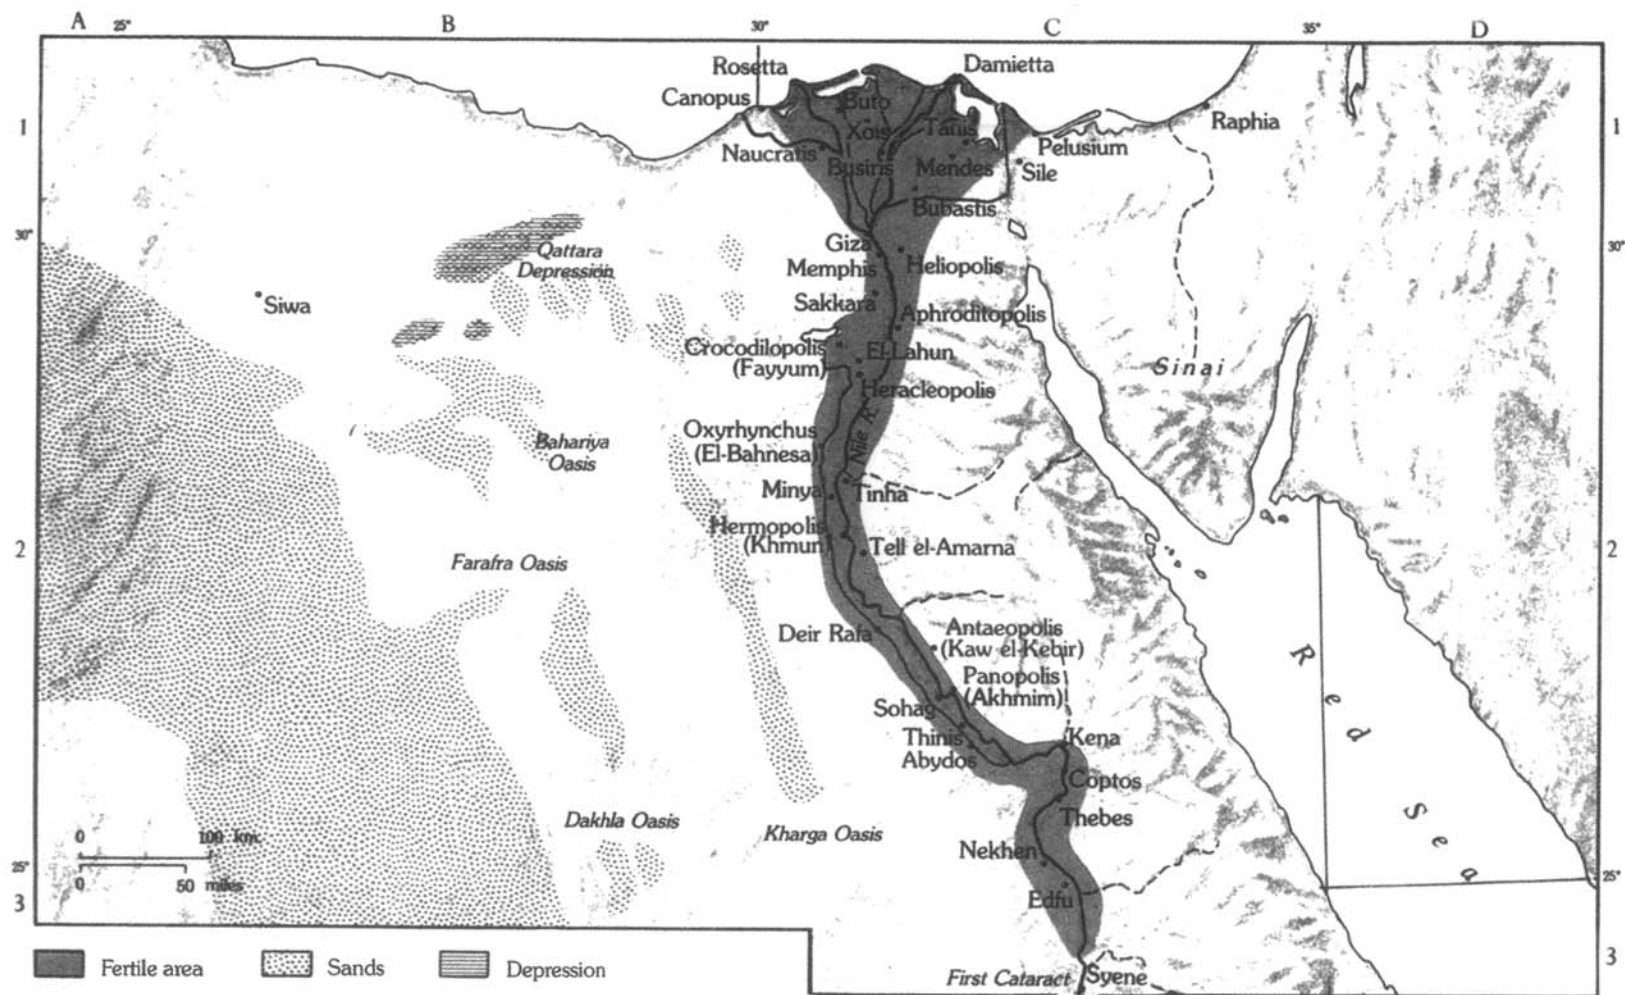 A
25°
B
30°
C
35°
D
Rosetta
Damietta
Canopus
Buto
1
Xois
Tanis
Raphia
1
Naucratis
Pelusium
Busiris
Mendes
Sile
Bubastis
30°
Qattara
Depression
Giza
30°
Memphis
Heliopolis
Siwa
Sakkara
Aphroditopolis
Crocodilopolis
(Fayyum)
El-Lahun
Sinai
Heracleopolis
Nile R.
Oxyrhynchus
(El-Bahnesa)
Bahariya
Oasis
Minya
Tinha
Hermopolis
(Khmun)
2
Tell el-Amarna
2
Farafra Oasis
Deir Rafa
Antaeopolis
(Kaw el-Kebir)
Panopolis
(Akhmim)
Red Sea
Sohag
Thinis
Kena
Abydos
Coptos
0 100 km.
Dakhla Oasis
Kharga Oasis
Thebes
Nekhen
25°
0 50 miles
25°
3
Edfu
Fertile area
Sands
Depression
3
First Cataract
Syene